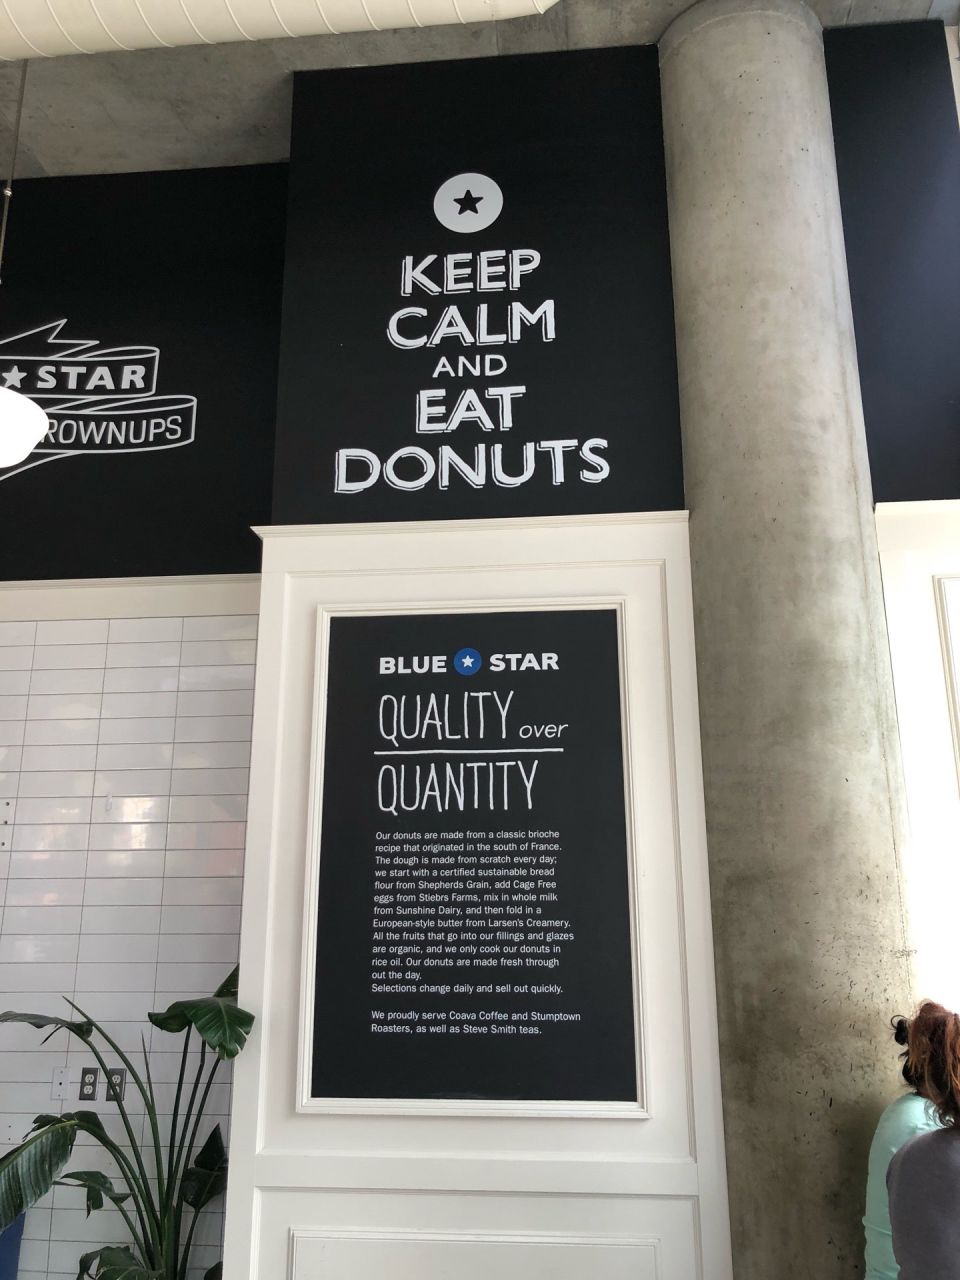 KEEP
CALM
AND
EAT
DONUTS
STAR
ROWNUPS
BLUE STAR
QUALITY over
QUANTITY
Our donuts are made from a classic brioche
recipe that originated in the south of France.
The dough is made from scratch every day;
we start with a certified sustainable bread
flour from Shepherds Grain, add Cage Free
eggs from Stiebrs Farms, mix in whole milk
from Sunshine Dairy, and then fold in a
European-style butter from Larsen's Creamery.
All the fruits that go into our fillings and glazes
are organic, and we only cook our donuts in
rice oil. Our donuts are made fresh through
out the day.
Selections change daily and sell out quickly.
We proudly serve Coava Coffee and Stumptown
Roasters, as well as Steve Smith teas.